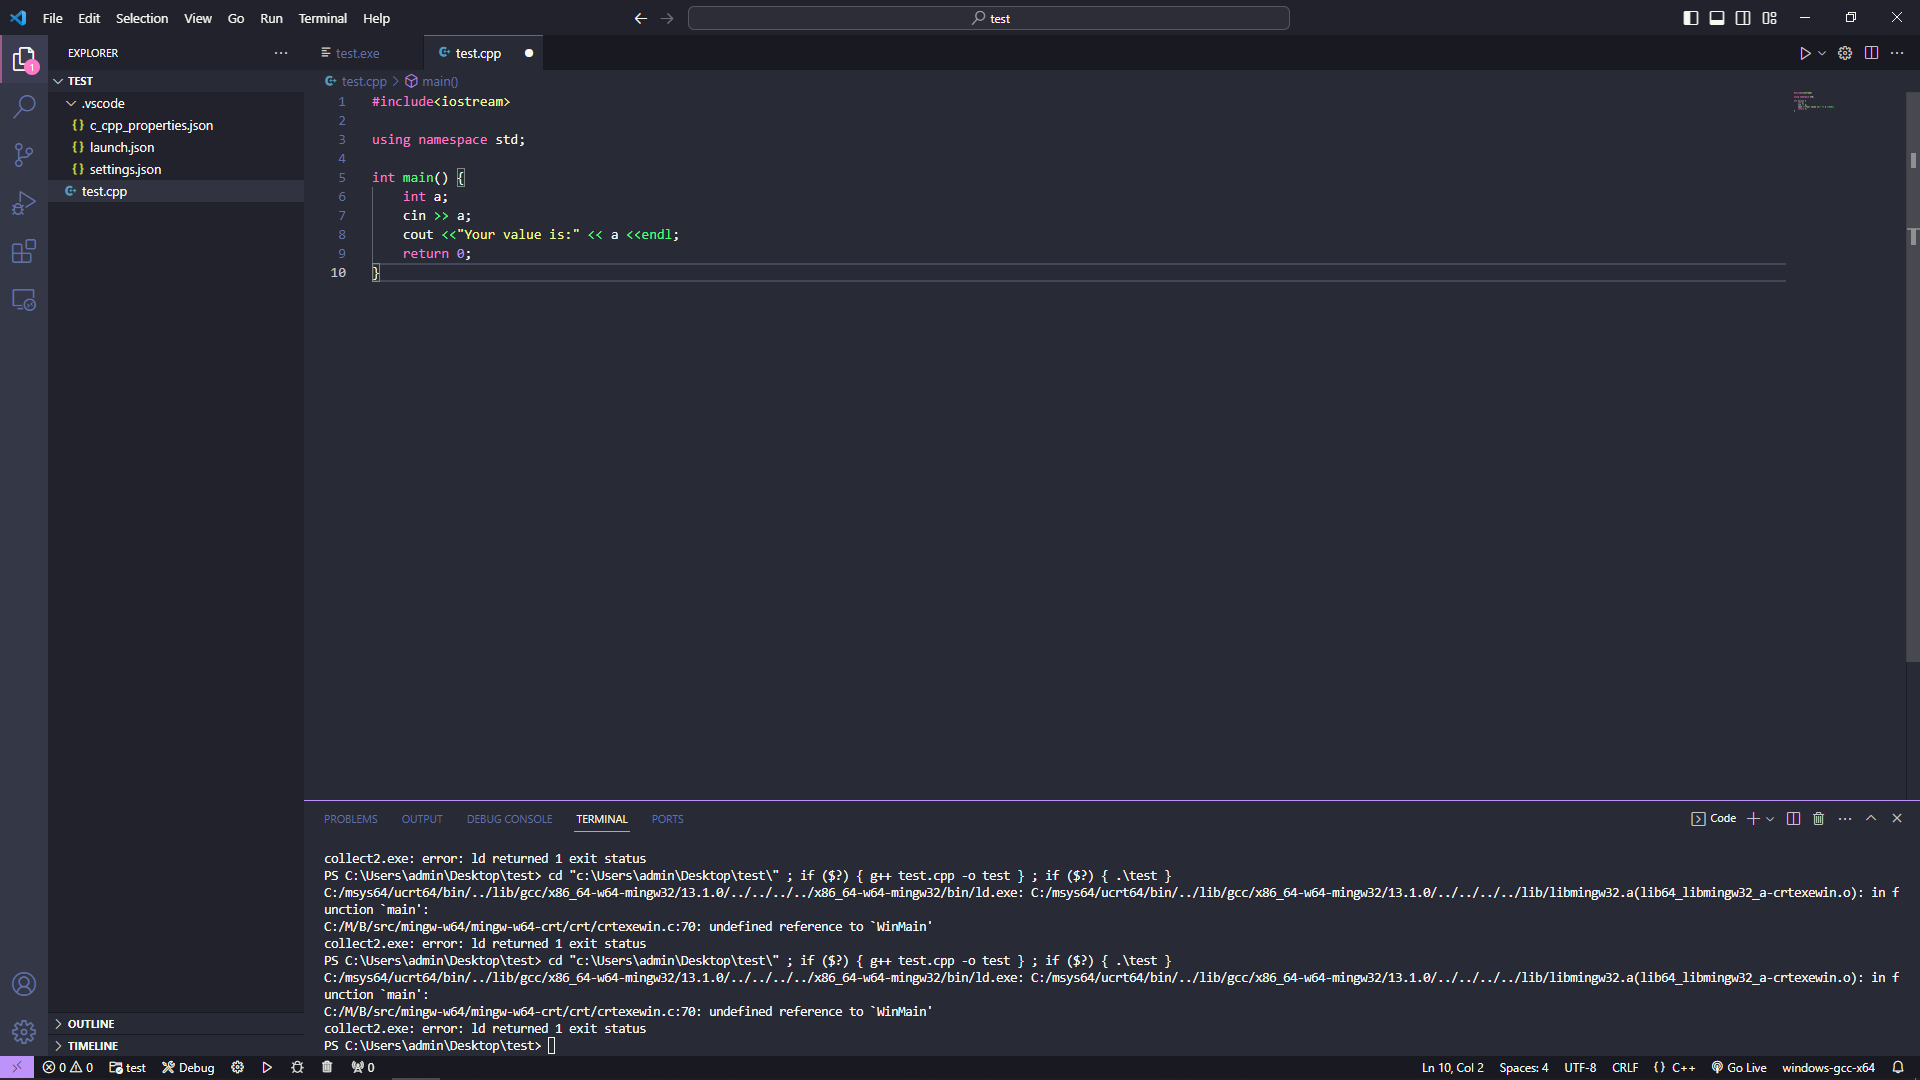 File Edit Selection View Go Run Terminal Help
test
EXPLORER
test.exe
test.cpp
1
TEST
.vscode
{} c_cpp_properties.json
{} launch.json
{} settings.json
test.cpp
test.cpp > main()
1 #include<iostream>
2
3 using namespace std;
4
5 int main() {
6 int a;
7 cin >> a;
8 cout <<"Your value is:" << a <<endl;
9 return 0;
10 }
PROBLEMS OUTPUT DEBUG CONSOLE TERMINAL PORTS
Code
collect2.exe: error: ld returned 1 exit status
PS C:\Users\admin\Desktop\test> cd "c:\Users\admin\Desktop\test\" ; if ($?) { g++ test.cpp -o test } ; if ($?) { .\test }
C:/msys64/ucrt64/bin/../lib/gcc/x86_64-w64-mingw32/13.1.0/../../../../x86_64-w64-mingw32/bin/ld.exe: C:/msys64/ucrt64/bin/../lib/gcc/x86_64-w64-mingw32/13.1.0/../../../../lib/libmingw32.a(lib64_libmingw32_a-crtexewin.o): in f
unction `main':
C:/M/B/src/mingw-w64/mingw-w64-crt/crt/crtexewin.c:70: undefined reference to `WinMain'
collect2.exe: error: ld returned 1 exit status
PS C:\Users\admin\Desktop\test> cd "c:\Users\admin\Desktop\test\" ; if ($?) { g++ test.cpp -o test } ; if ($?) { .\test }
C:/msys64/ucrt64/bin/../lib/gcc/x86_64-w64-mingw32/13.1.0/../../../../x86_64-w64-mingw32/bin/ld.exe: C:/msys64/ucrt64/bin/../lib/gcc/x86_64-w64-mingw32/13.1.0/../../../../lib/libmingw32.a(lib64_libmingw32_a-crtexewin.o): in f
unction `main':
C:/M/B/src/mingw-w64/mingw-w64-crt/crt/crtexewin.c:70: undefined reference to `WinMain'
collect2.exe: error: ld returned 1 exit status
PS C:\Users\admin\Desktop\test>
OUTLINE
TIMELINE
0 0 test Debug 0
Ln 10, Col 2 Spaces: 4 UTF-8 CRLF {} C++ Go Live windows-gcc-x64